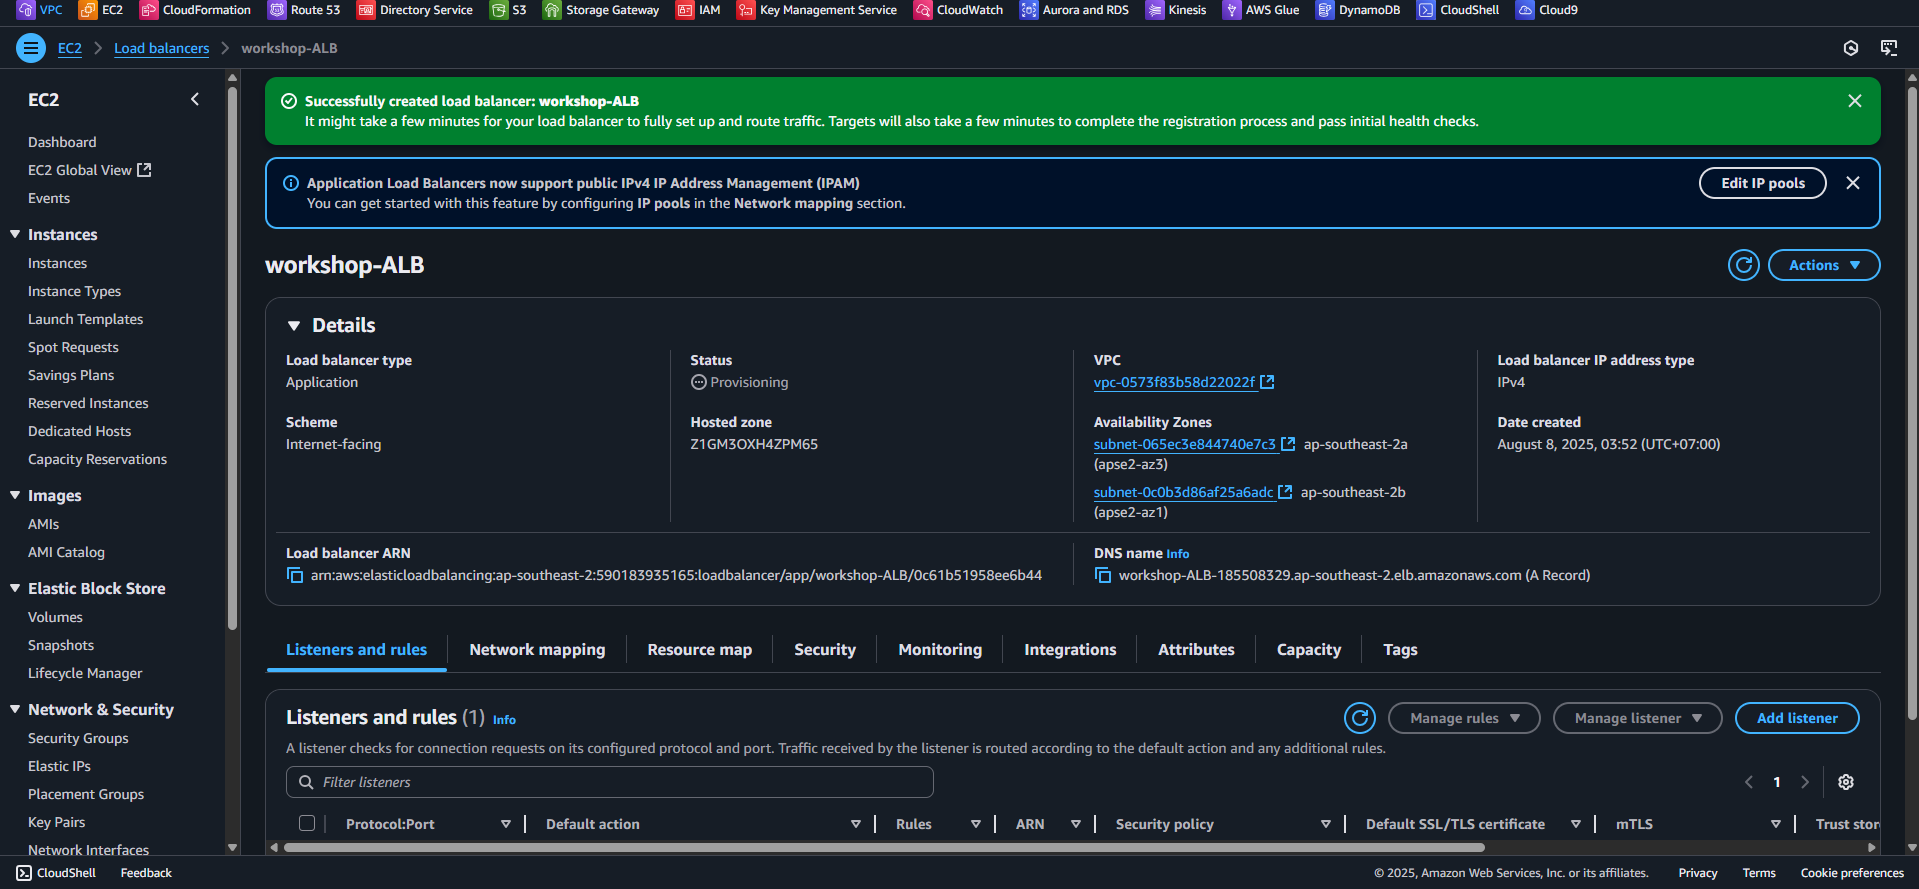 VPC EC2 CloudFormation Route 53 Directory Service S3 Storage Gateway IAM Key Management Service CloudWatch Aurora and RDS Kinesis AWS Glue DynamoDB CloudShell Cloud9
EC2 Load balancers workshop-ALB
EC2
Dashboard
EC2 Global View
Events
Instances
Instances
Instance Types
Launch Templates
Spot Requests
Savings Plans
Reserved Instances
Dedicated Hosts
Capacity Reservations
Images
AMIs
AMI Catalog
Elastic Block Store
Volumes
Snapshots
Lifecycle Manager
Network & Security
Security Groups
Elastic IPs
Placement Groups
Key Pairs
Network Interfaces
Successfully created load balancer: workshop-ALB
It might take a few minutes for your load balancer to fully set up and route traffic. Targets will also take a few minutes to complete the registration process and pass initial health checks.
Application Load Balancers now support public IPv4 IP Address Management (IPAM)
You can get started with this feature by configuring IP pools in the Network mapping section.
Edit IP pools
workshop-ALB
Actions
Details
Load balancer type
Application
Status
Provisioning
VPC
vpc-0573f83b58d22022f
Load balancer IP address type
IPv4
Scheme
Internet-facing
Hosted zone
Z1GM3OXH4ZPM65
Availability Zones
subnet-065ec3e844740e7c3 ap-southeast-2a
(apse2-az3)
subnet-0c0b3d86af25a6adc ap-southeast-2b
(apse2-az1)
Date created
August 8, 2025, 03:52 (UTC+07:00)
Load balancer ARN
arn:aws:elasticloadbalancing:ap-southeast-2:590183935165:loadbalancer/app/workshop-ALB/0c61b51958ee6b44
DNS name Info
workshop-ALB-185508329.ap-southeast-2.elb.amazonaws.com (A Record)
Listeners and rules Network mapping Resource map Security Monitoring Integrations Attributes Capacity Tags
Listeners and rules (1) Info
Manage rules Manage listener Add listener
A listener checks for connection requests on its configured protocol and port. Traffic received by the listener is routed according to the default action and any additional rules.
Filter listeners
1
Protocol:Port Default action Rules ARN Security policy Default SSL/TLS certificate mTLS Trust stor
CloudShell Feedback © 2025, Amazon Web Services, Inc. or its affiliates. Privacy Terms Cookie preferences